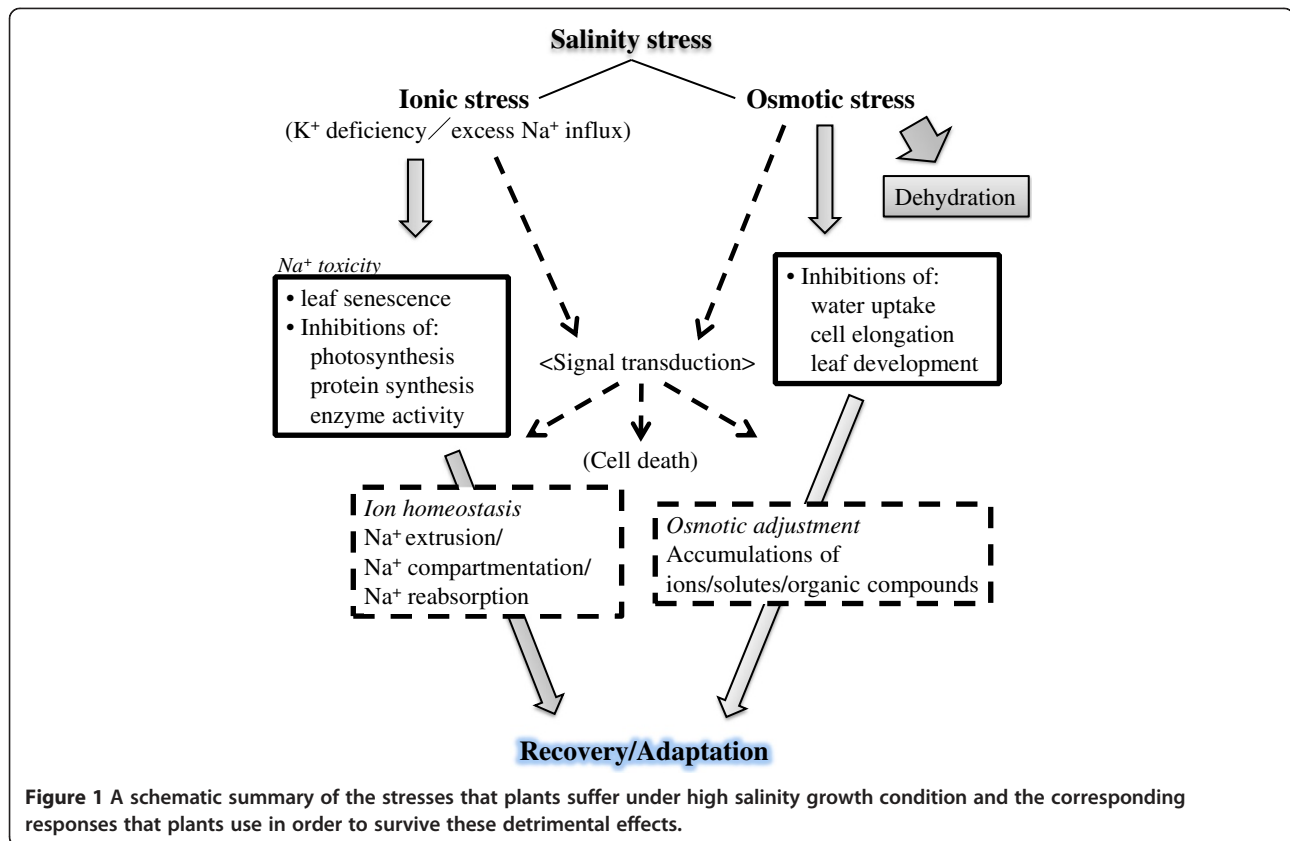 Salinity stress
Ionic stress
Osmotic stress
(K⁺ deficiency／excess Na⁺ influx)
Dehydration
Na⁺ toxicity
• leaf senescence
• Inhibitions of:
photosynthesis
protein synthesis
enzyme activity
• Inhibitions of:
water uptake
cell elongation
leaf development
<Signal transduction>
(Cell death)
Ion homeostasis
Na⁺ extrusion/
Na⁺ compartmentation/
Na⁺ reabsorption
Osmotic adjustment
Accumulations of
ions/solutes/organic compounds
Recovery/Adaptation
Figure 1 A schematic summary of the stresses that plants suffer under high salinity growth condition and the corresponding
responses that plants use in order to survive these detrimental effects.